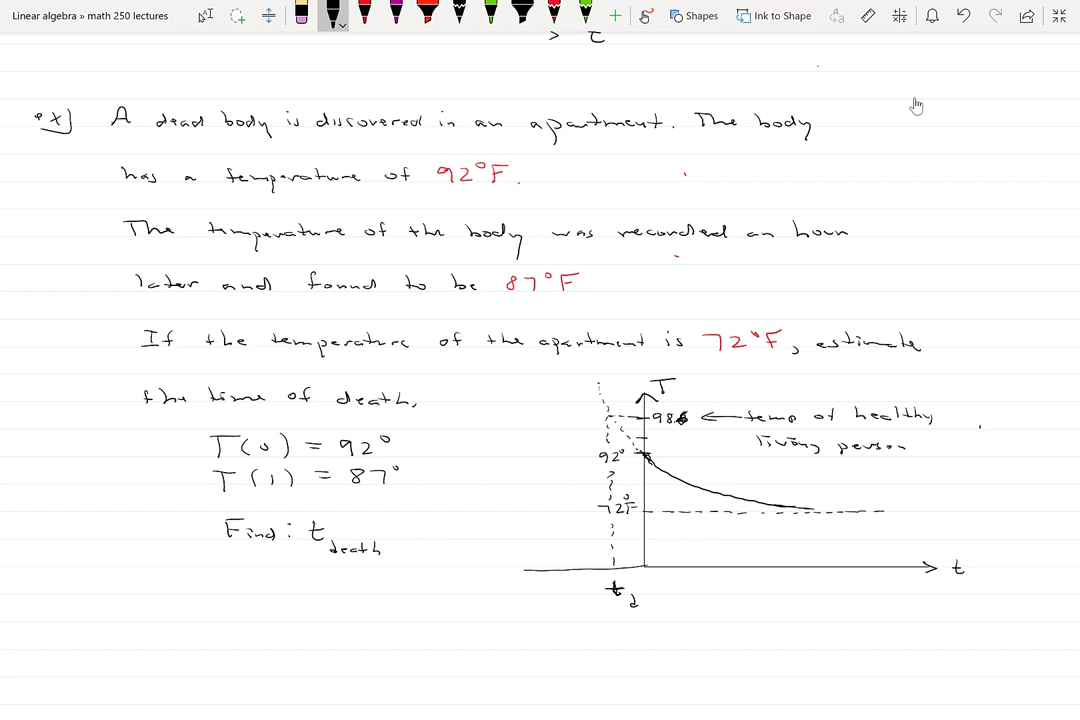 Linear algebra » math 250 lectures
Shapes
Ink to Shape
> t
ex] A dead body is discovered in an apartment. The body
has a temperature of 92°F.
The temperature of the body was recorded an hour
later and found to be 87°F
If the temperature of the apartment is 72°F, estimate
the time of death.
T(0) = 92°
T(1) = 87°
Find: t death
T
98.6 ← temp of healthy
living person
92°
72°F
t
t d